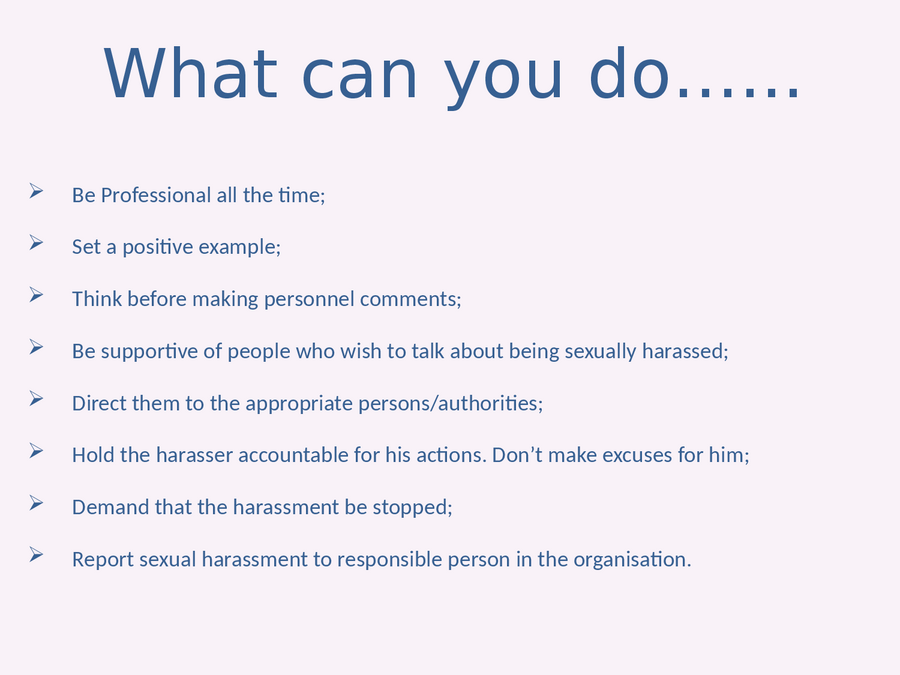 What can you do......
➢ Be Professional all the time;
➢ Set a positive example;
➢ Think before making personnel comments;
➢ Be supportive of people who wish to talk about being sexually harassed;
➢ Direct them to the appropriate persons/authorities;
➢ Hold the harasser accountable for his actions. Don’t make excuses for him;
➢ Demand that the harassment be stopped;
➢ Report sexual harassment to responsible person in the organisation.